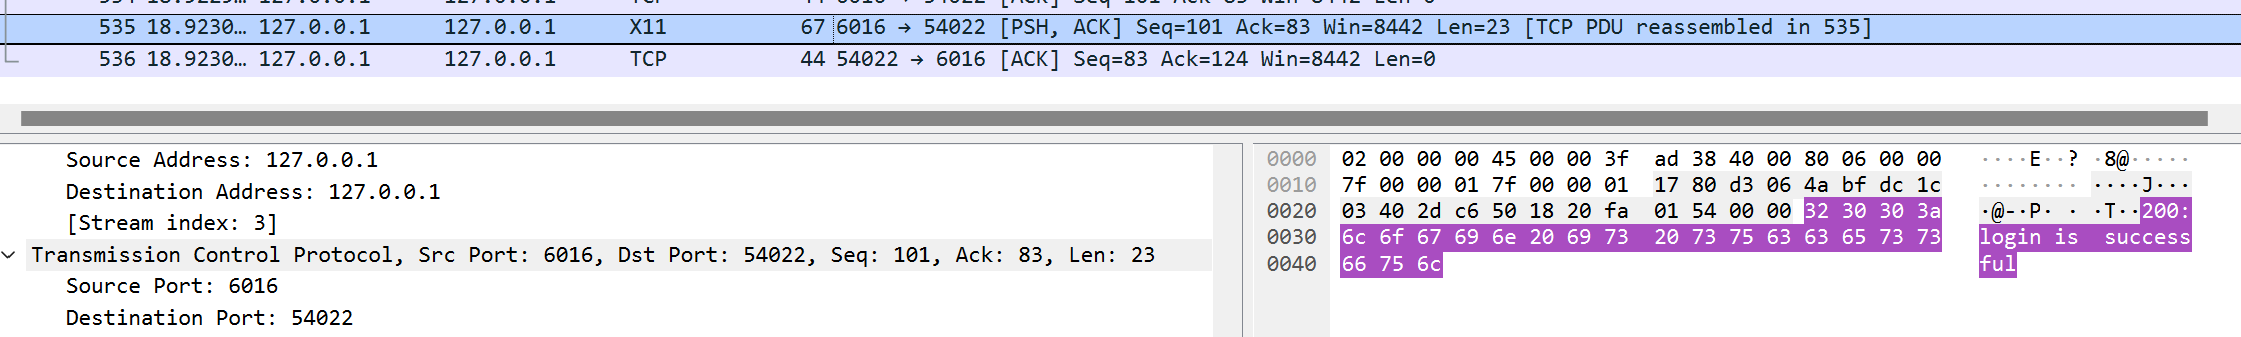 535 18.9230… 127.0.0.1 127.0.0.1 X11 67 6016 → 54022 [PSH, ACK] Seq=101 Ack=83 Win=8442 Len=23 [TCP PDU reassembled in 535]
536 18.9230… 127.0.0.1 127.0.0.1 TCP 44 54022 → 6016 [ACK] Seq=83 Ack=124 Win=8442 Len=0
Source Address: 127.0.0.1
Destination Address: 127.0.0.1
[Stream index: 3]
Transmission Control Protocol, Src Port: 6016, Dst Port: 54022, Seq: 101, Ack: 83, Len: 23
Source Port: 6016
Destination Port: 54022
0000 02 00 00 00 45 00 00 3f ad 38 40 00 80 06 00 00 ····E··? ·8@·····
0010 7f 00 00 01 7f 00 00 01 17 80 d3 06 4a bf dc 1c ········ ····J···
0020 03 40 2d c6 50 18 20 fa 01 54 00 00 32 30 30 3a ·@-·P· · ·T··200:
0030 6c 6f 67 69 6e 20 69 73 20 73 75 63 63 65 73 73 login is success
0040 66 75 6c ful